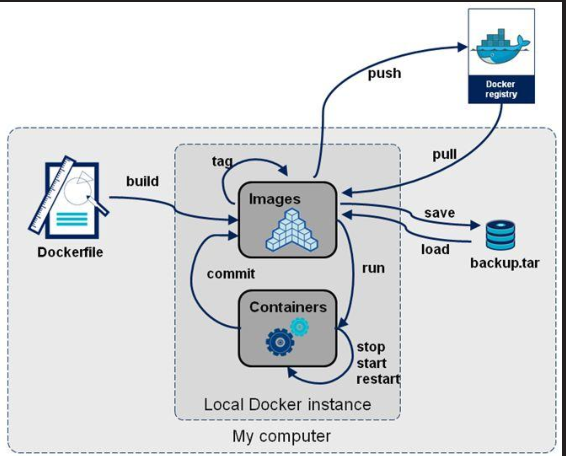 push
Docker
registry
pull
tag
build
Images
save
load
Dockerfile
backup.tar
commit
run
Containers
stop
start
restart
Local Docker instance
My computer